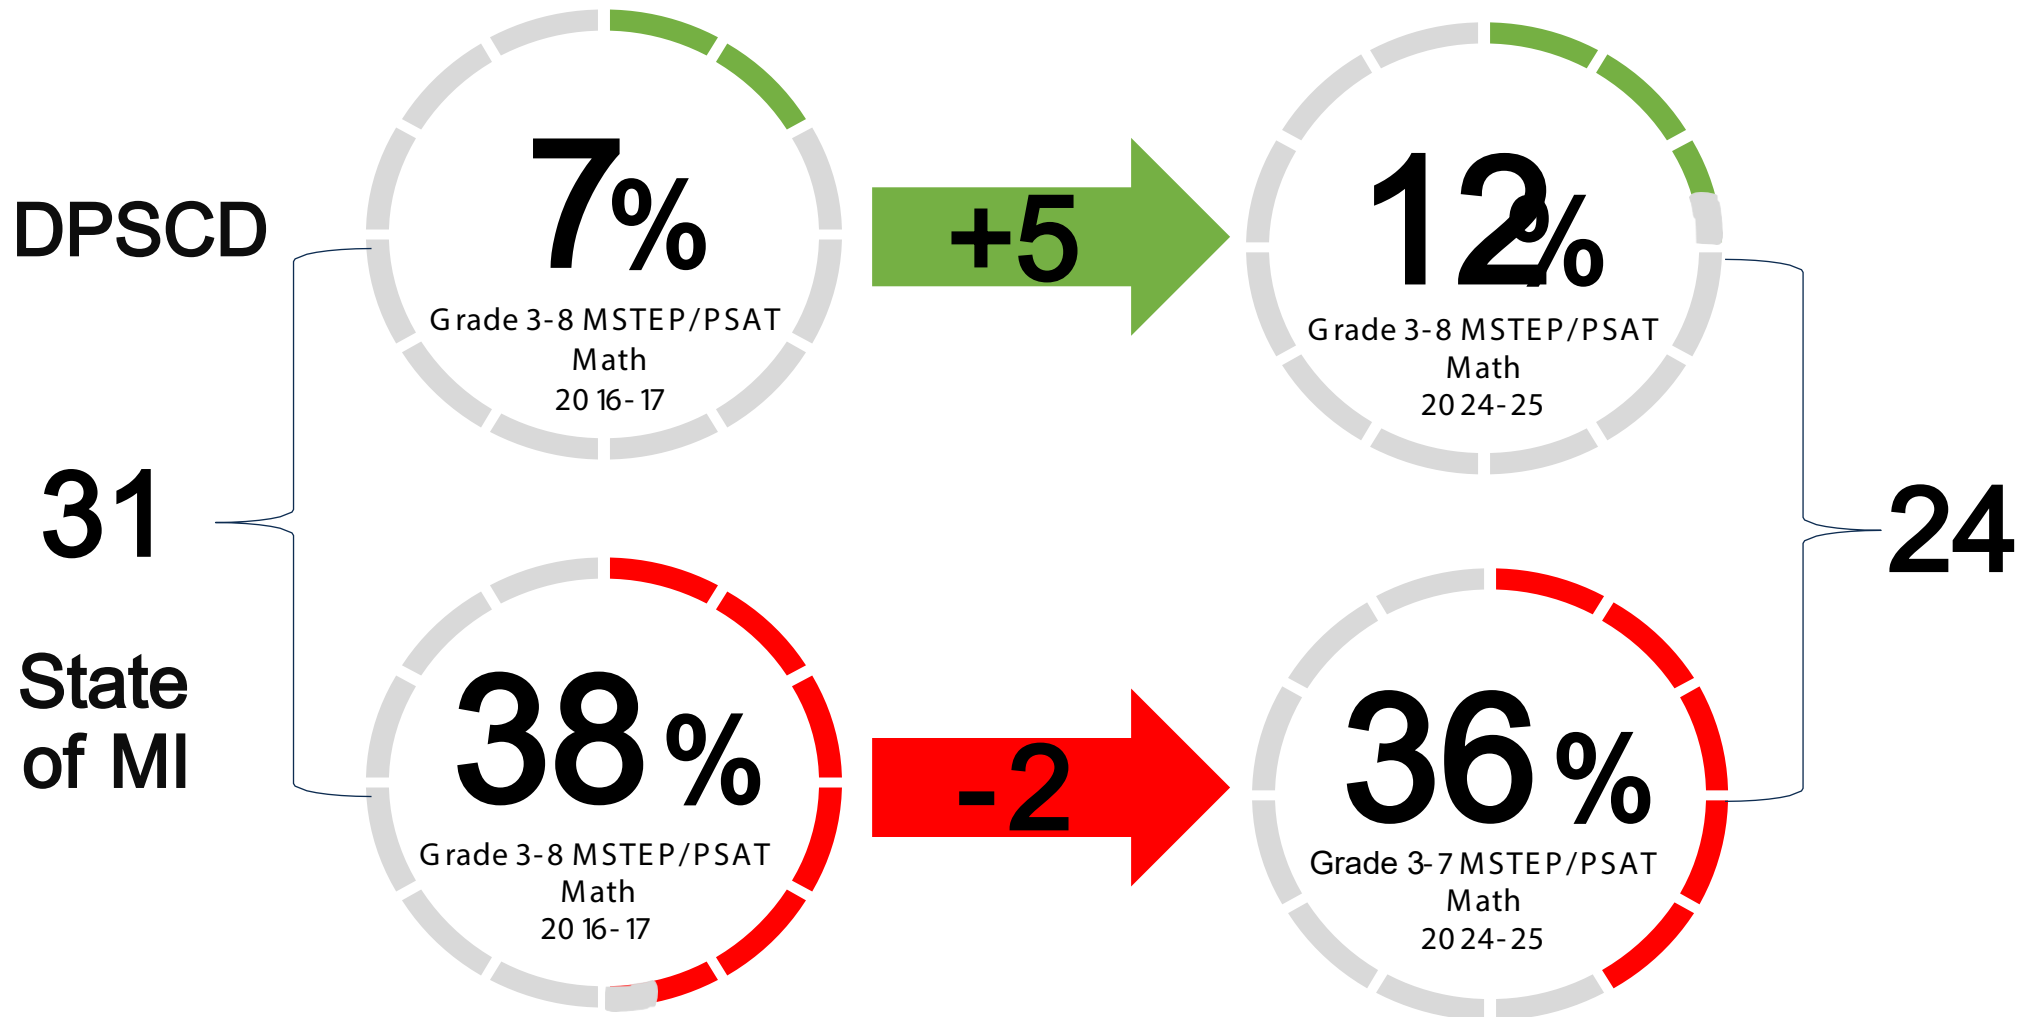 DPSCD
7%
Grade 3-8 MSTEP/PSAT
Math
2016-17
+5
12%
Grade 3-8 MSTEP/PSAT
Math
2024-25
31
24
State
of MI
38%
Grade 3-8 MSTEP/PSAT
Math
2016-17
-2
36%
Grade 3-7 MSTEP/PSAT
Math
2024-25